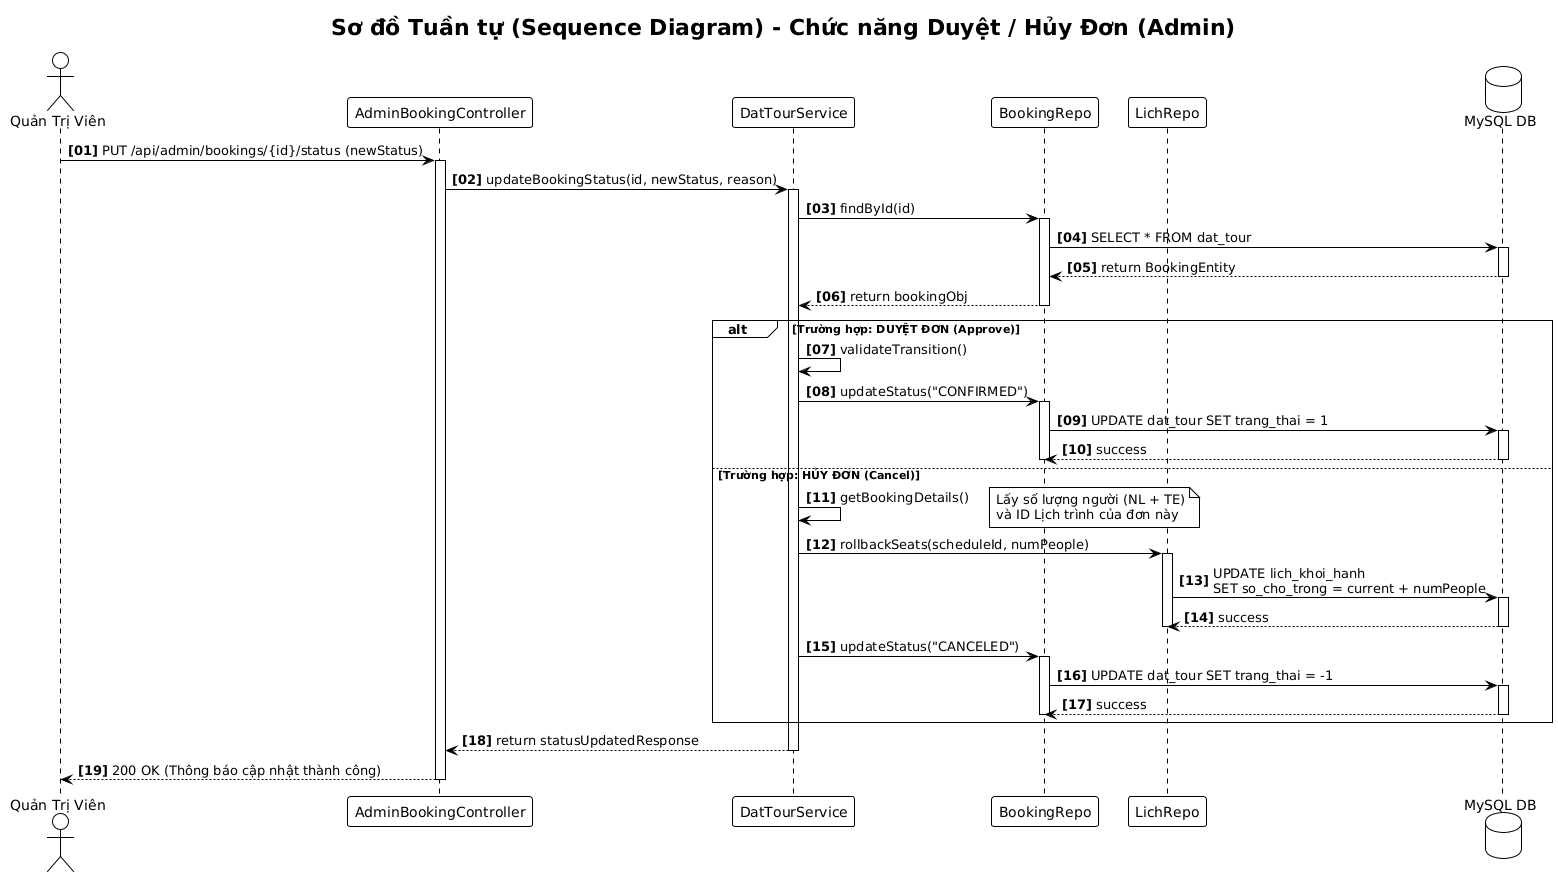 Sơ đồ Tuần tự (Sequence Diagram) - Chức năng Duyệt / Hủy Đơn (Admin)
Quản Trị Viên
AdminBookingController
DatTourService
BookingRepo
LichRepo
MySQL DB
[01] PUT /api/admin/bookings/{id}/status (newStatus)
[02] updateBookingStatus(id, newStatus, reason)
[03] findById(id)
[04] SELECT * FROM dat_tour
[05] return BookingEntity
[06] return bookingObj
alt [Trường hợp: DUYỆT ĐƠN (Approve)]
[07] validateTransition()
[08] updateStatus("CONFIRMED")
[09] UPDATE dat_tour SET trang_thai = 1
[10] success
[Trường hợp: HỦY ĐƠN (Cancel)]
[11] getBookingDetails()
Lấy số lượng người (NL + TE)
và ID Lịch trình của đơn này
[12] rollbackSeats(scheduleId, numPeople)
[13] UPDATE lich_khoi_hanh
SET so_cho_trong = current + numPeople
[14] success
[15] updateStatus("CANCELED")
[16] UPDATE dat_tour SET trang_thai = -1
[17] success
[18] return statusUpdatedResponse
[19] 200 OK (Thông báo cập nhật thành công)
Quản Trị Viên
AdminBookingController
DatTourService
BookingRepo
LichRepo
MySQL DB